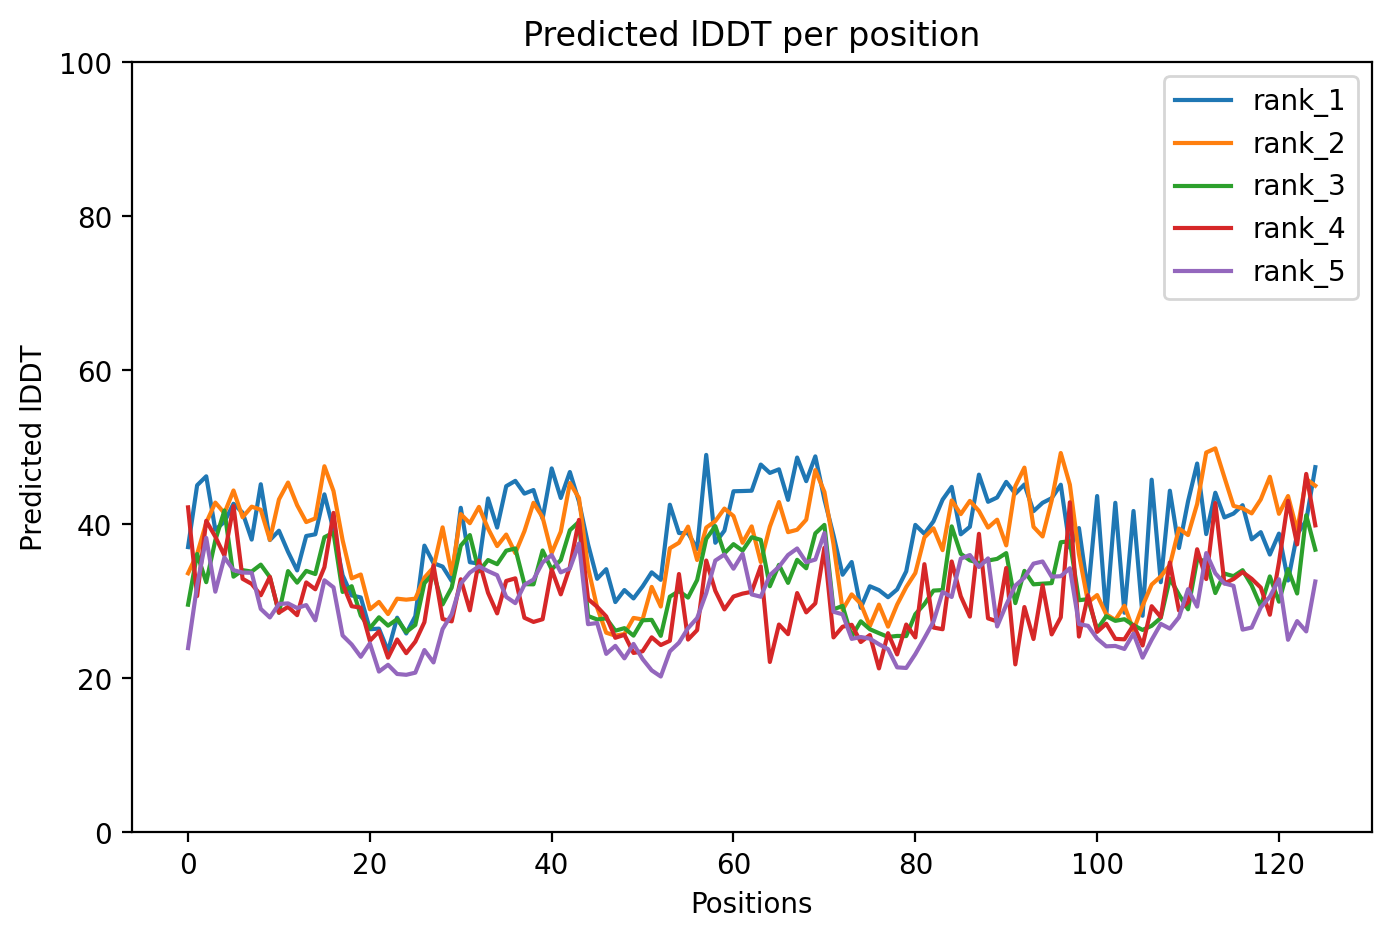 Predicted lDDT per position
100
80
60
40
20
0
Predicted lDDT
0 20 40 60 80 100 120
Positions
rank_1
rank_2
rank_3
rank_4
rank_5